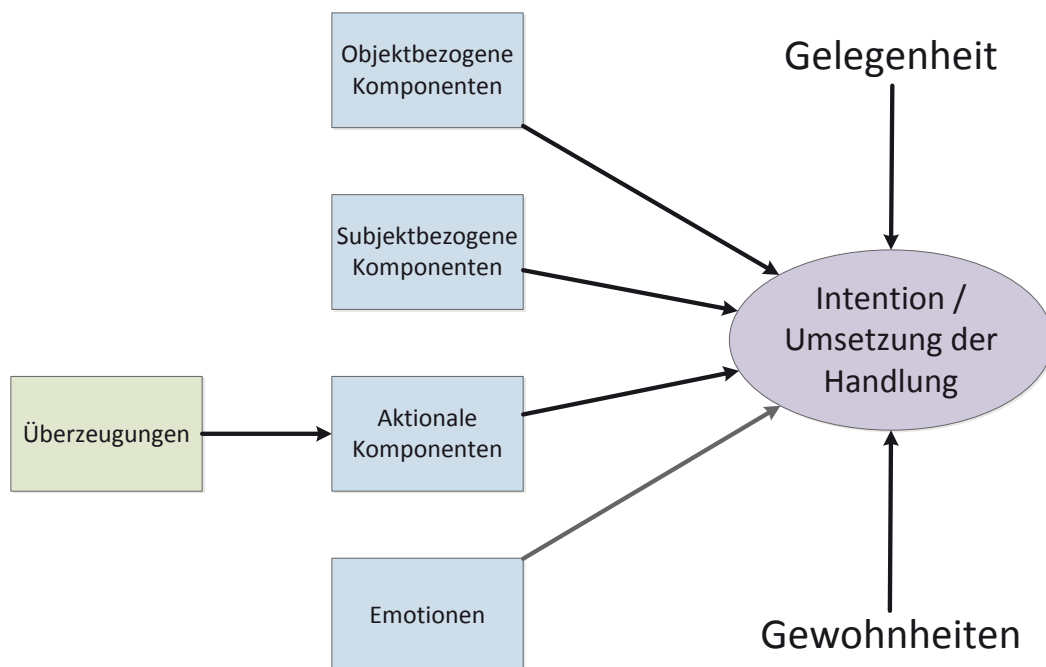 Objektbezogene
Komponenten
Gelegenheit
Subjektbezogene
Komponenten
Intention /
Umsetzung der
Handlung
Überzeugungen
Aktionale
Komponenten
Emotionen
Gewohnheiten